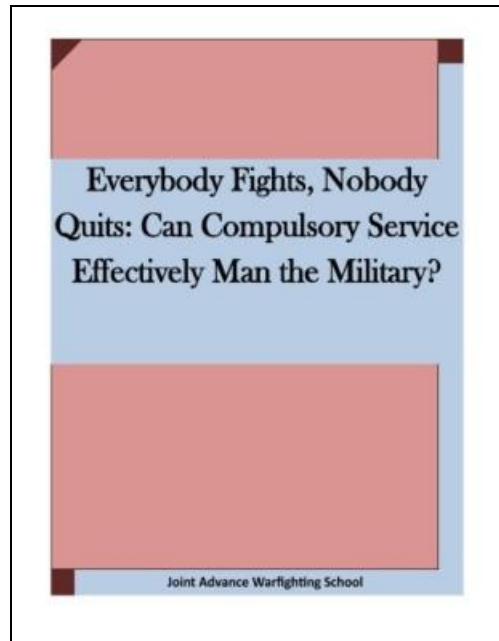 Everybody Fights, Nobody
Quits: Can Compulsory Service
Effectively Man the Military?
Joint Advance Warfighting School